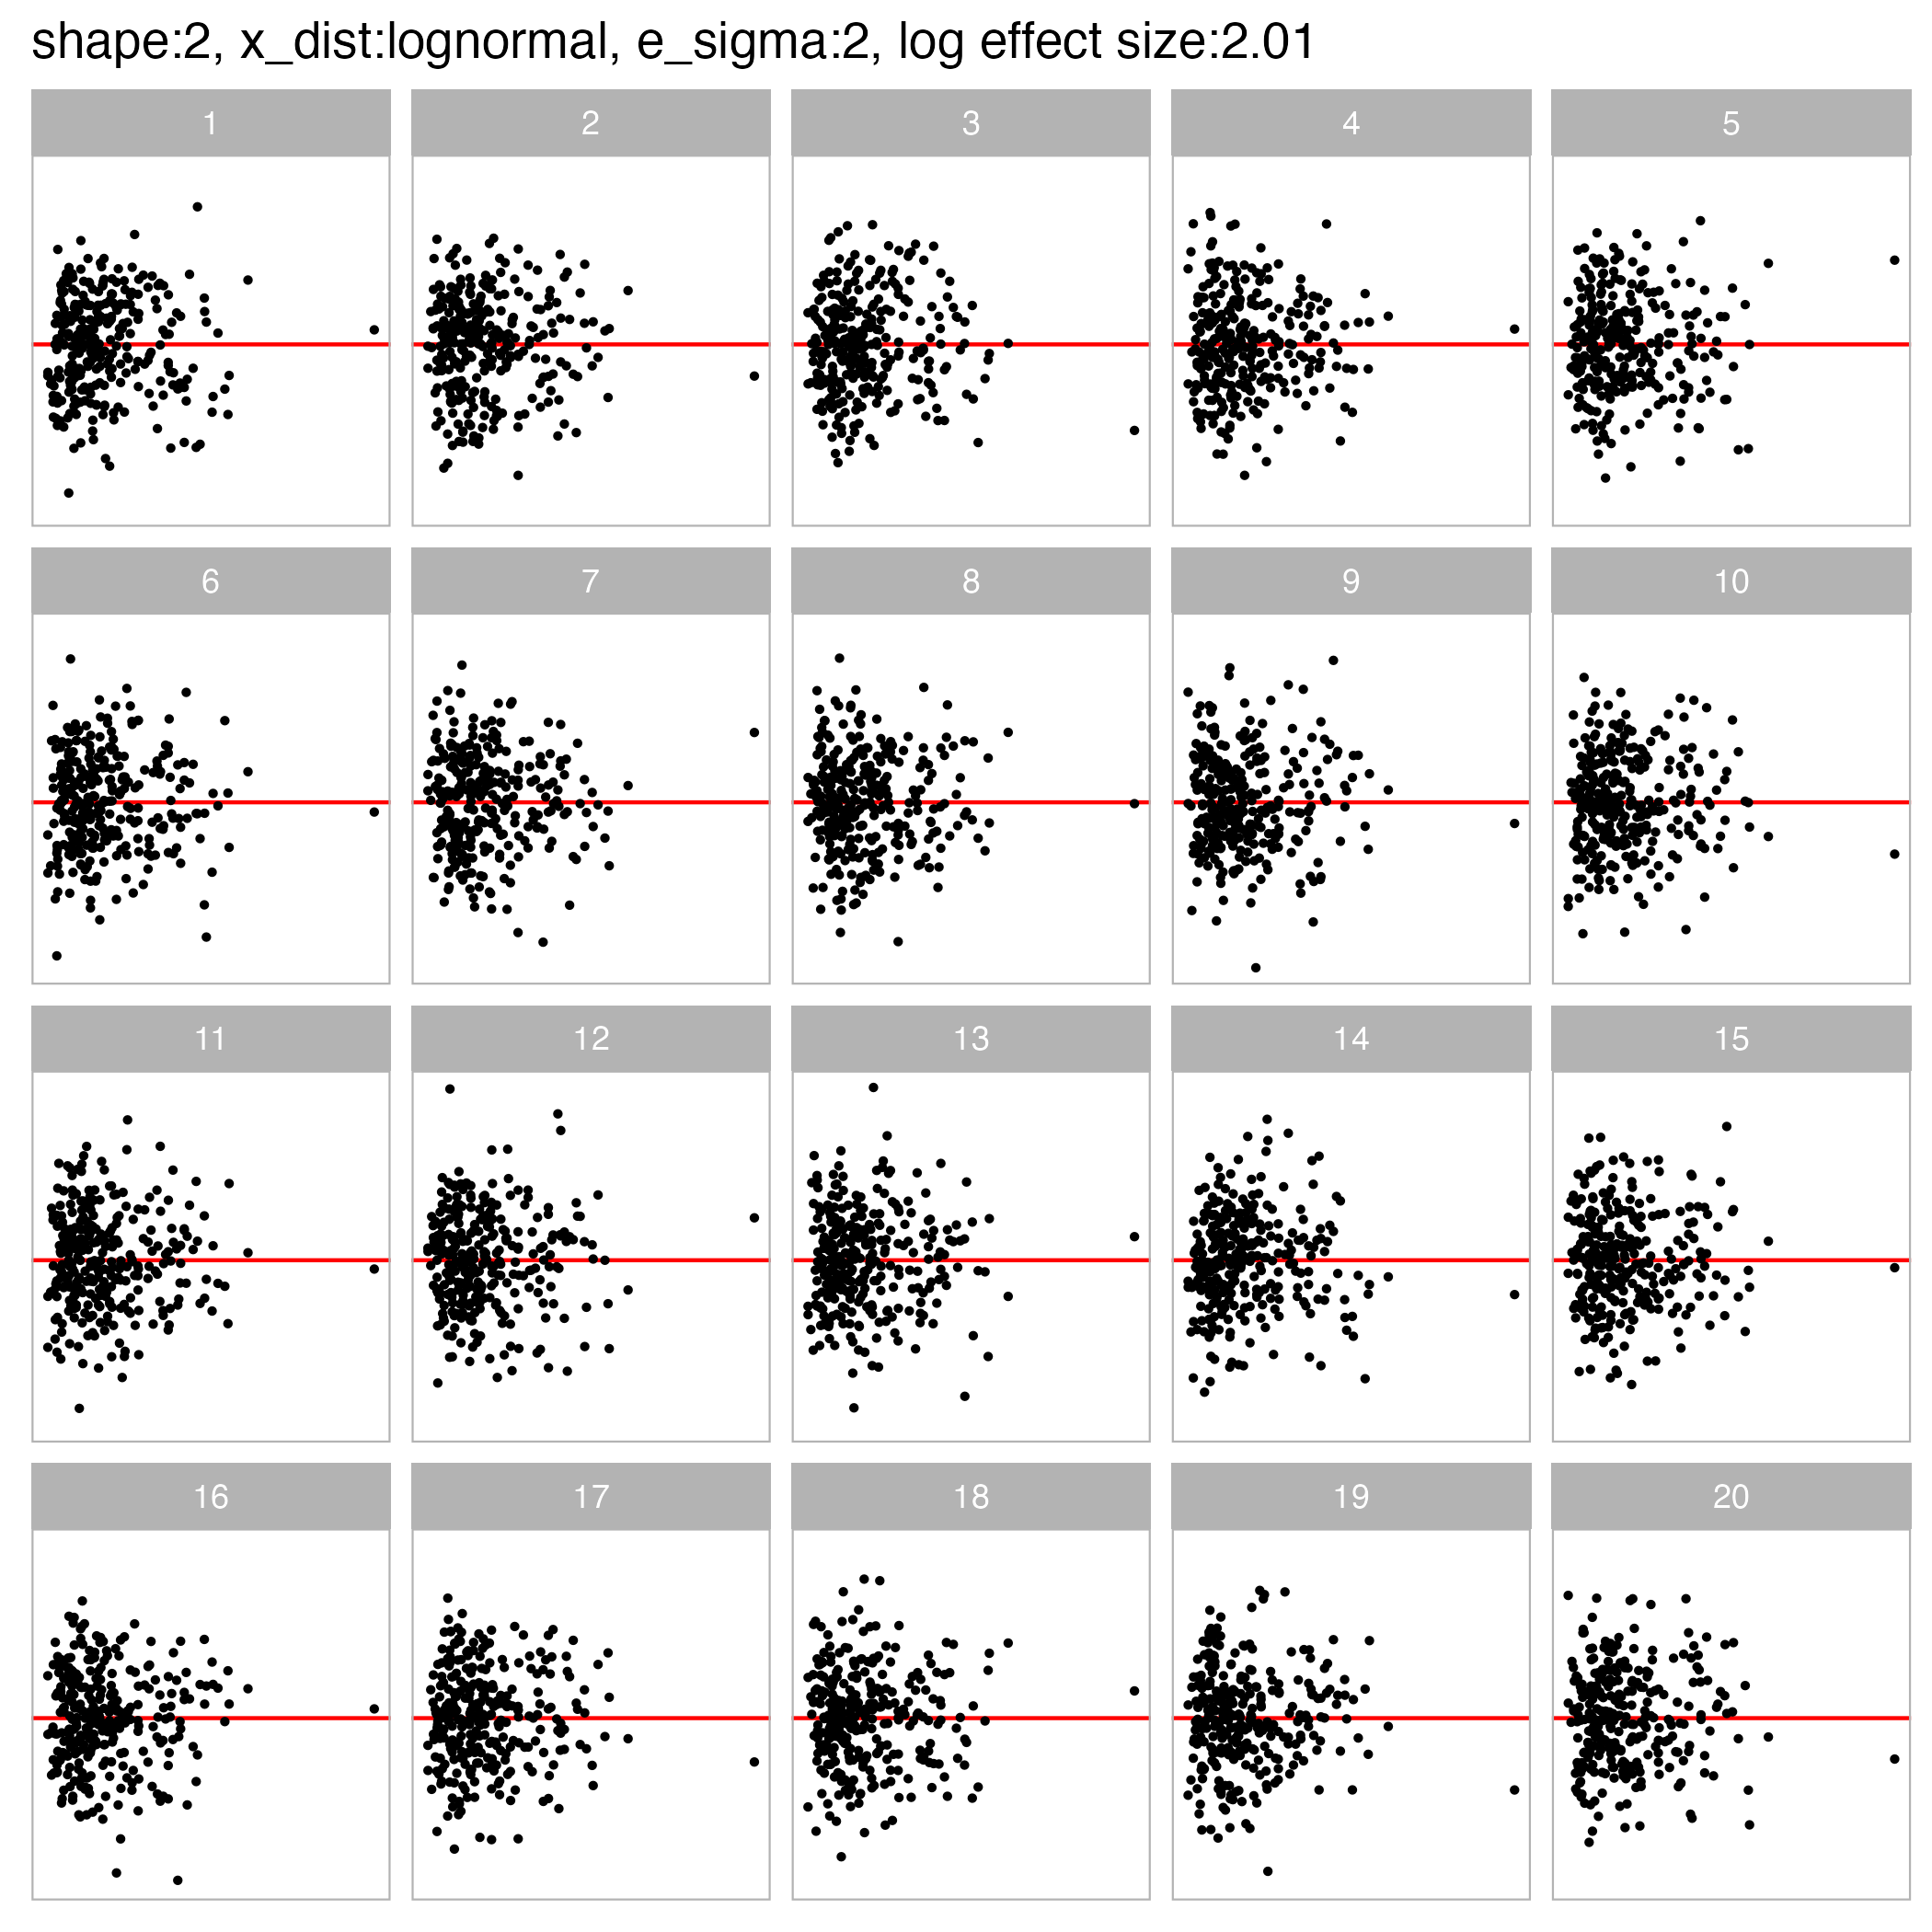 shape:2, x_dist:lognormal, e_sigma:2, log effect size:2.01
1 2 3 4 5
6 7 8 9 10
11 12 13 14 15
16 17 18 19 20